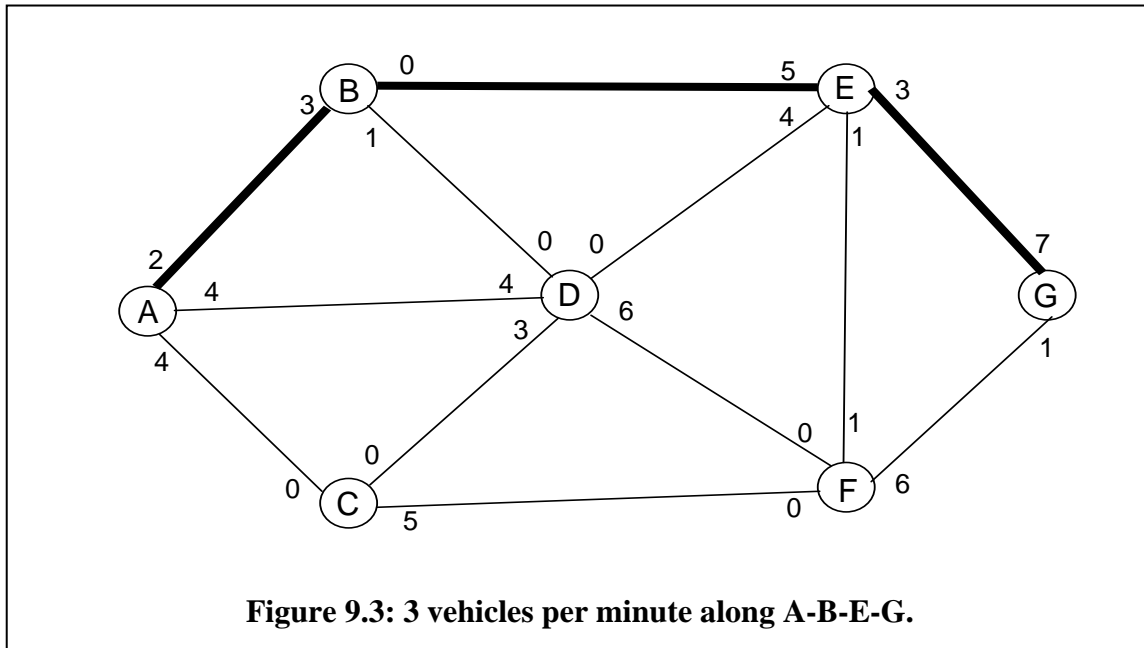 0 5
B E 3
3 4
1 1
2 0 0 7
A 4 4 D G
3 6
4 1
0 0 1
0 C F 6
5 0
Figure 9.3: 3 vehicles per minute along A-B-E-G.